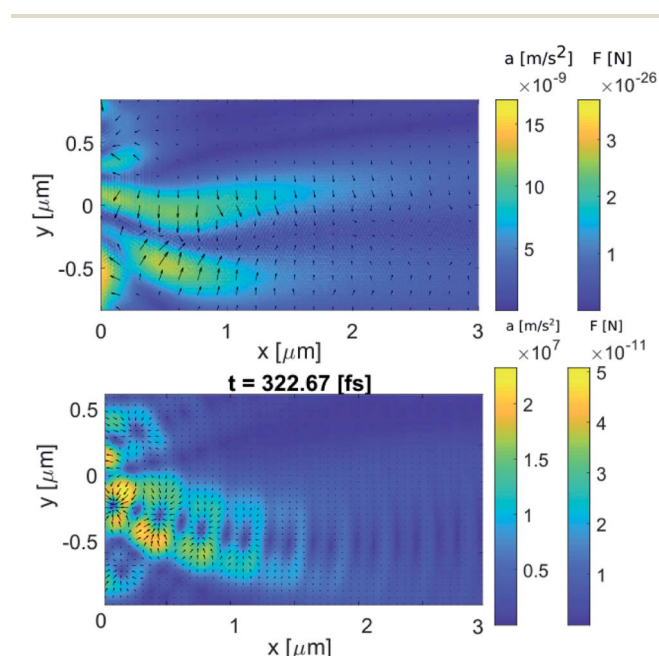 a [m/s²] F [N]
×10⁻⁹ ×10⁻²⁶
15 3
10 2
5 1
0.5
0
-0.5
y [μm]
0 1 2 3
x [μm]
a [m/s²] F [N]
×10⁷ ×10⁻¹¹
t = 322.67 [fs]
2 5
1.5 4
1 3
0.5 2
1
0.5
0
-0.5
y [μm]
0 1 2 3
x [μm]